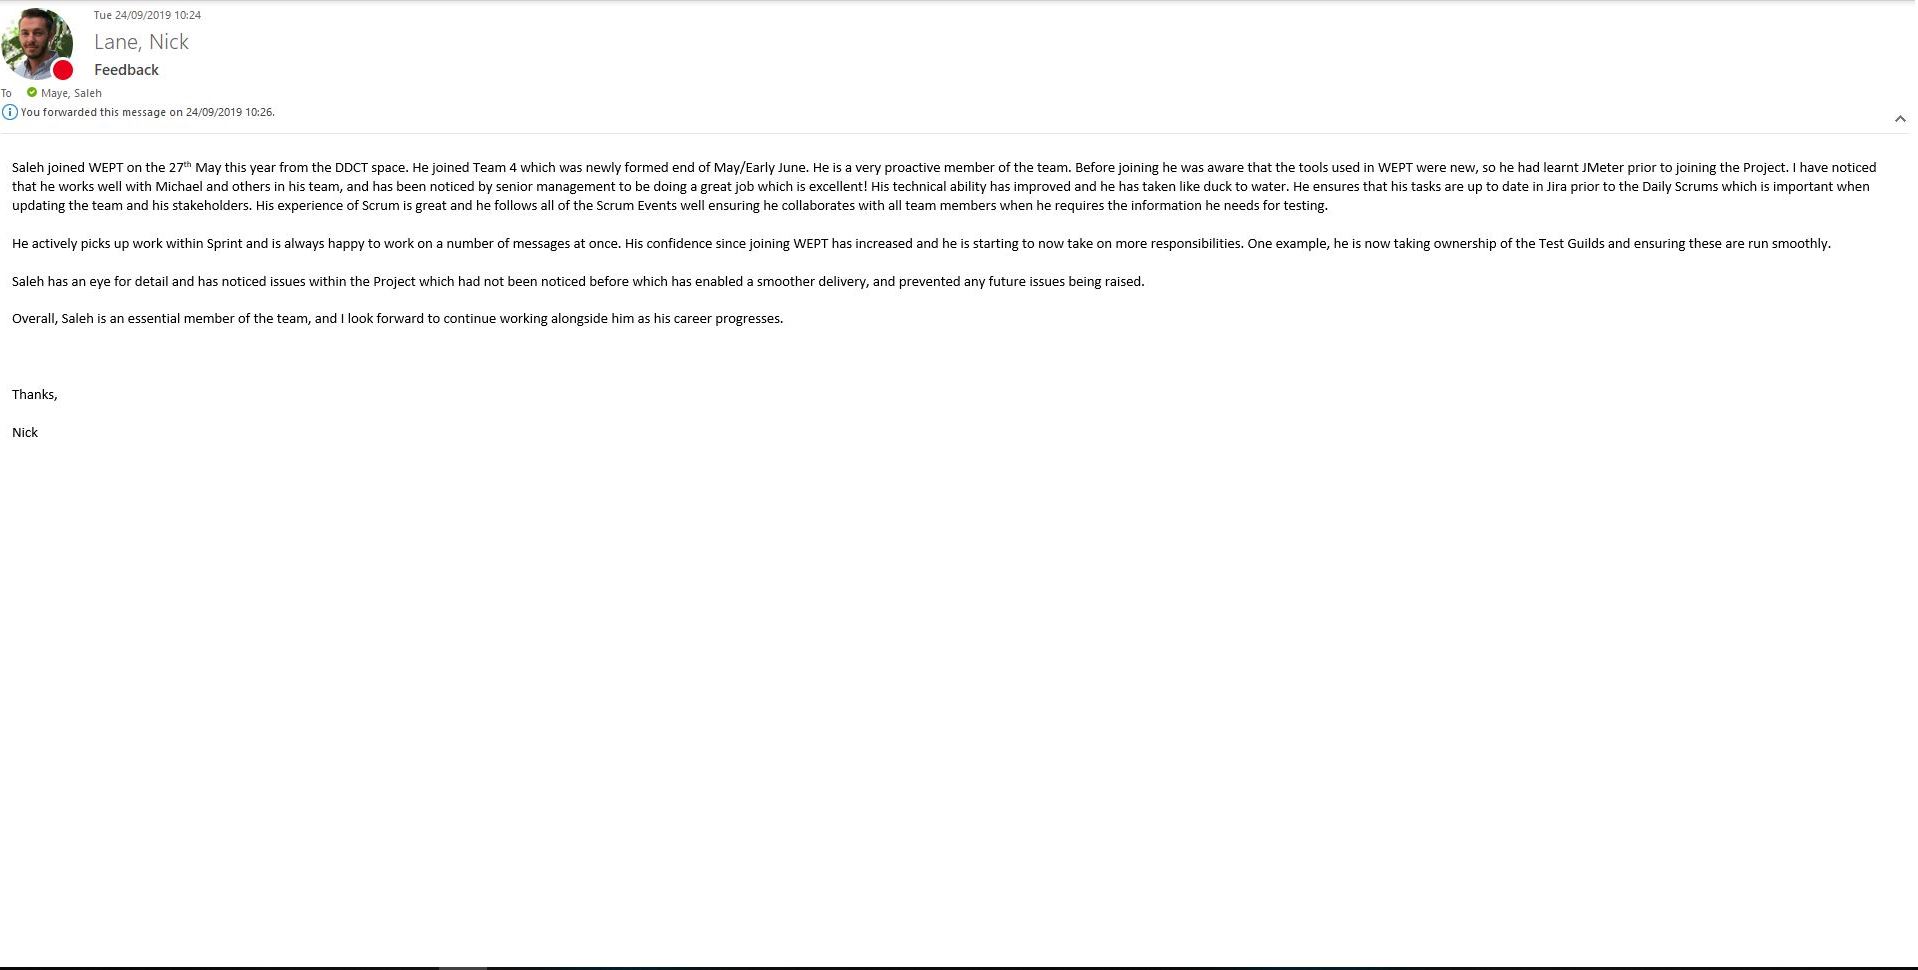 Tue 24/09/2019 10:24
Lane, Nick
Feedback
To Maye, Saleh
You forwarded this message on 24/09/2019 10:26.
Saleh joined WEPT on the 27th May this year from the DDCT space. He joined Team 4 which was newly formed end of May/Early June. He is a very proactive member of the team. Before joining he was aware that the tools used in WEPT were new, so he had learnt JMeter prior to joining the Project. I have noticed
that he works well with Michael and others in his team, and has been noticed by senior management to be doing a great job which is excellent! His technical ability has improved and he has taken like duck to water. He ensures that his tasks are up to date in Jira prior to the Daily Scrums which is important when
updating the team and his stakeholders. His experience of Scrum is great and he follows all of the Scrum Events well ensuring he collaborates with all team members when he requires the information he needs for testing.
He actively picks up work within Sprint and is always happy to work on a number of messages at once. His confidence since joining WEPT has increased and he is starting to now take on more responsibilities. One example, he is now taking ownership of the Test Guilds and ensuring these are run smoothly.
Saleh has an eye for detail and has noticed issues within the Project which had not been noticed before which has enabled a smoother delivery, and prevented any future issues being raised.
Overall, Saleh is an essential member of the team, and I look forward to continue working alongside him as his career progresses.
Thanks,
Nick